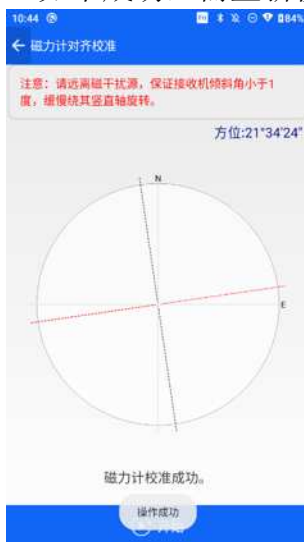 10:44
84%
磁力计对齐校准
注意：请远离磁干扰源，保证接收机倾斜角小于1
度，缓慢绕其竖直轴旋转。
方位:21°34'24"
N
E
磁力计校准成功。
操作成功